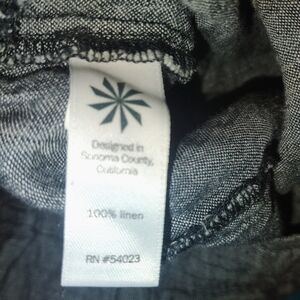 Designed in
Sonoma County,
California
100% linen
RN #54023